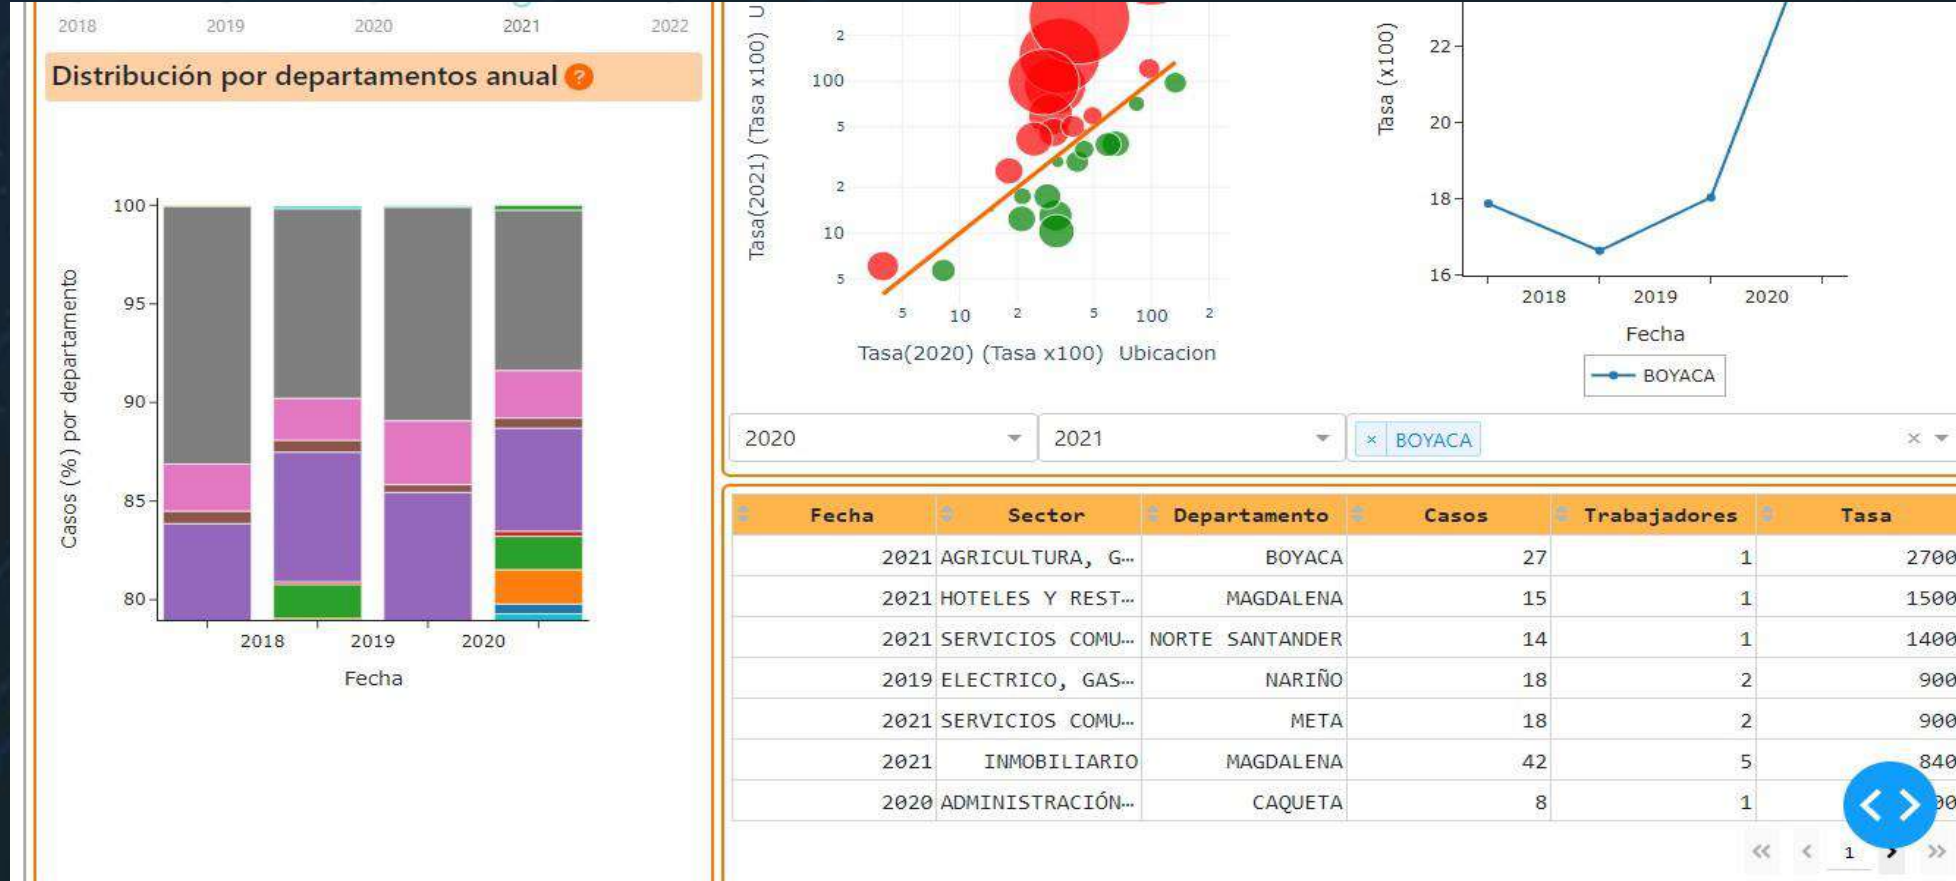 2018 2019 2020 2021 2022
Distribución por departamentos anual ?
100
95
90
85
80
Casos (%) por departamento
2018 2019 2020
Fecha
Tasa(2021) (Tasa x100) U
2
100
5
2
10
5
5 10 2 5 100 2
Tasa(2020) (Tasa x100) Ubicacion
Tasa (x100)
22
20
18
16
2018 2019 2020
Fecha
BOYACA
2020 2021 × BOYACA ×
Fecha Sector Departamento Casos Trabajadores Tasa
2021 AGRICULTURA, G… BOYACA 27 1 2700
2021 HOTELES Y REST… MAGDALENA 15 1 1500
2021 SERVICIOS COMU… NORTE SANTANDER 14 1 1400
2019 ELECTRICO, GAS… NARIÑO 18 2 900
2021 SERVICIOS COMU… META 18 2 900
2021 INMOBILIARIO MAGDALENA 42 5 840
2020 ADMINISTRACIÓN… CAQUETA 8 1
<< < 1 > >>